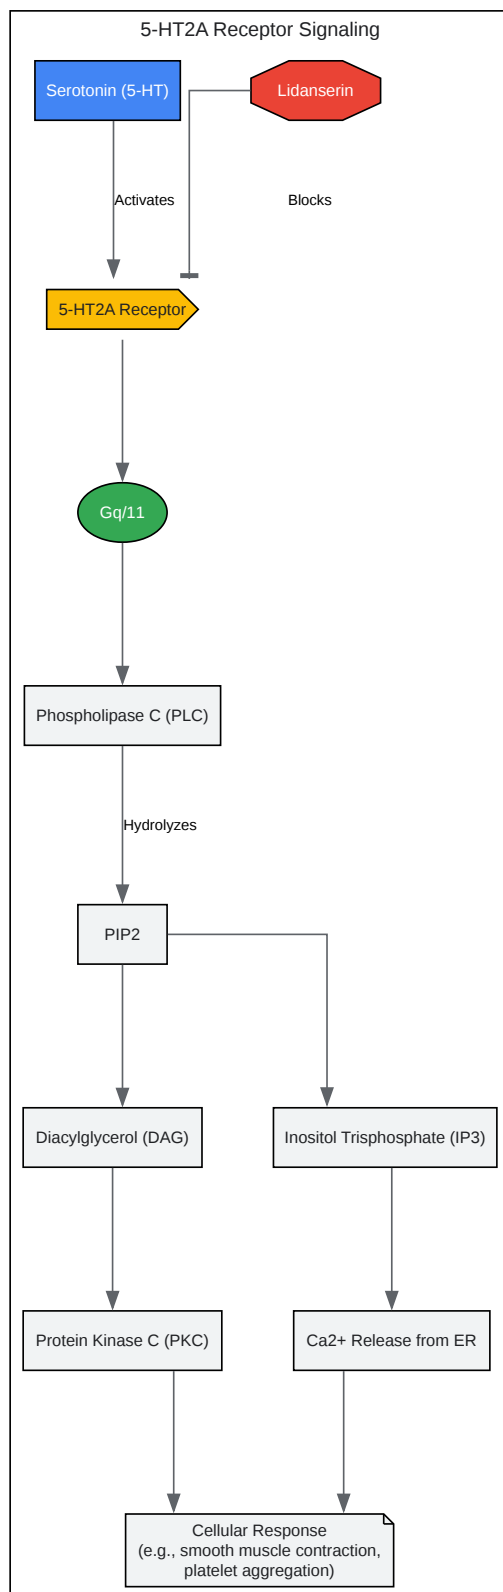 5-HT2A Receptor Signaling
Serotonin (5-HT)
Lidanserin
Activates
Blocks
5-HT2A Receptor
Gq/11
Phospholipase C (PLC)
Hydrolyzes
PIP2
Diacylglycerol (DAG)
Inositol Trisphosphate (IP3)
Protein Kinase C (PKC)
Ca2+ Release from ER
Cellular Response
(e.g., smooth muscle contraction,
platelet aggregation)